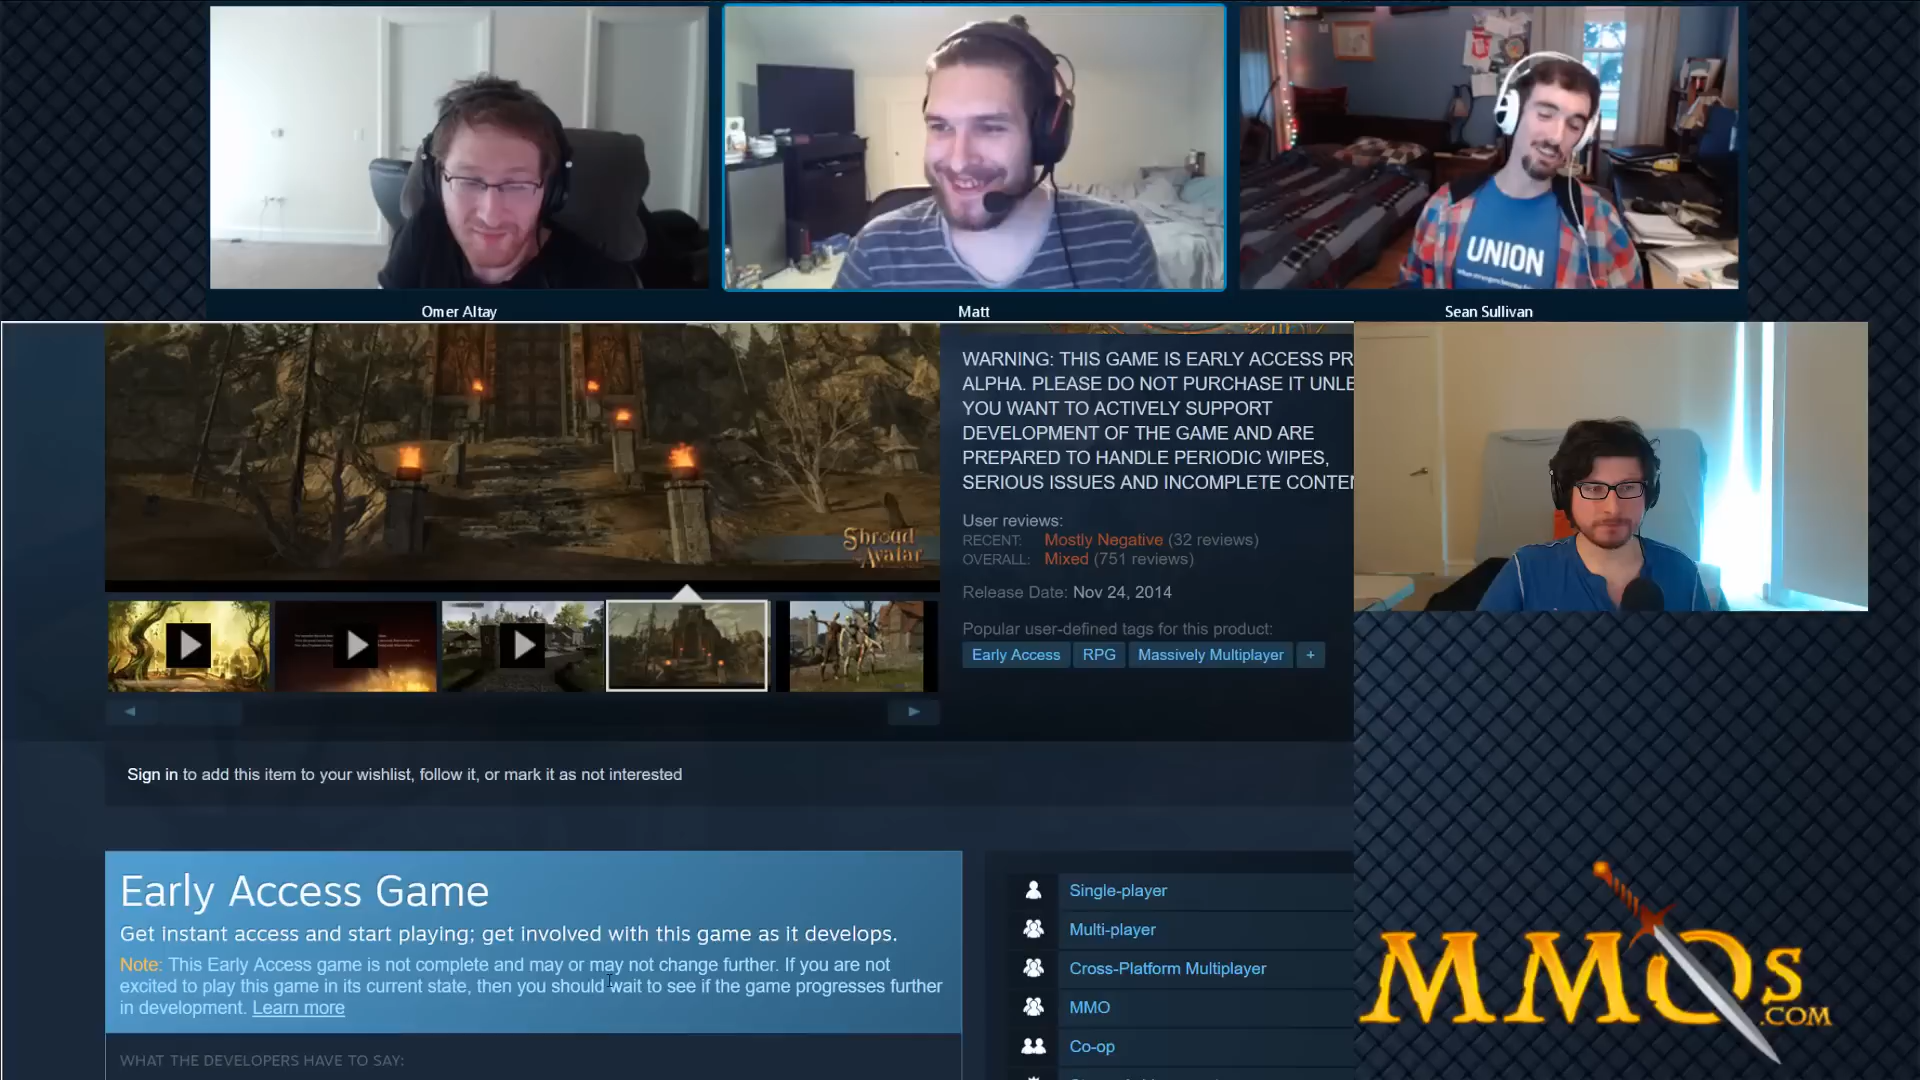 UNION
Omer Altay
Matt
Sean Sullivan
Shroud
Avatar
WARNING: THIS GAME IS EARLY ACCESS PR
ALPHA. PLEASE DO NOT PURCHASE IT UNLE
YOU WANT TO ACTIVELY SUPPORT
DEVELOPMENT OF THE GAME AND ARE
PREPARED TO HANDLE PERIODIC WIPES,
SERIOUS ISSUES AND INCOMPLETE CONTEN
User reviews:
RECENT: Mostly Negative (32 reviews)
OVERALL: Mixed (751 reviews)
Release Date: Nov 24, 2014
Popular user-defined tags for this product:
Early Access RPG Massively Multiplayer +
Sign in to add this item to your wishlist, follow it, or mark it as not interested
Early Access Game
Get instant access and start playing; get involved with this game as it develops.
Note: This Early Access game is not complete and may or may not change further. If you are not
excited to play this game in its current state, then you should wait to see if the game progresses further
in development. Learn more
WHAT THE DEVELOPERS HAVE TO SAY:
Single-player
Multi-player
Cross-Platform Multiplayer
MMO
Co-op
MMOs
.COM